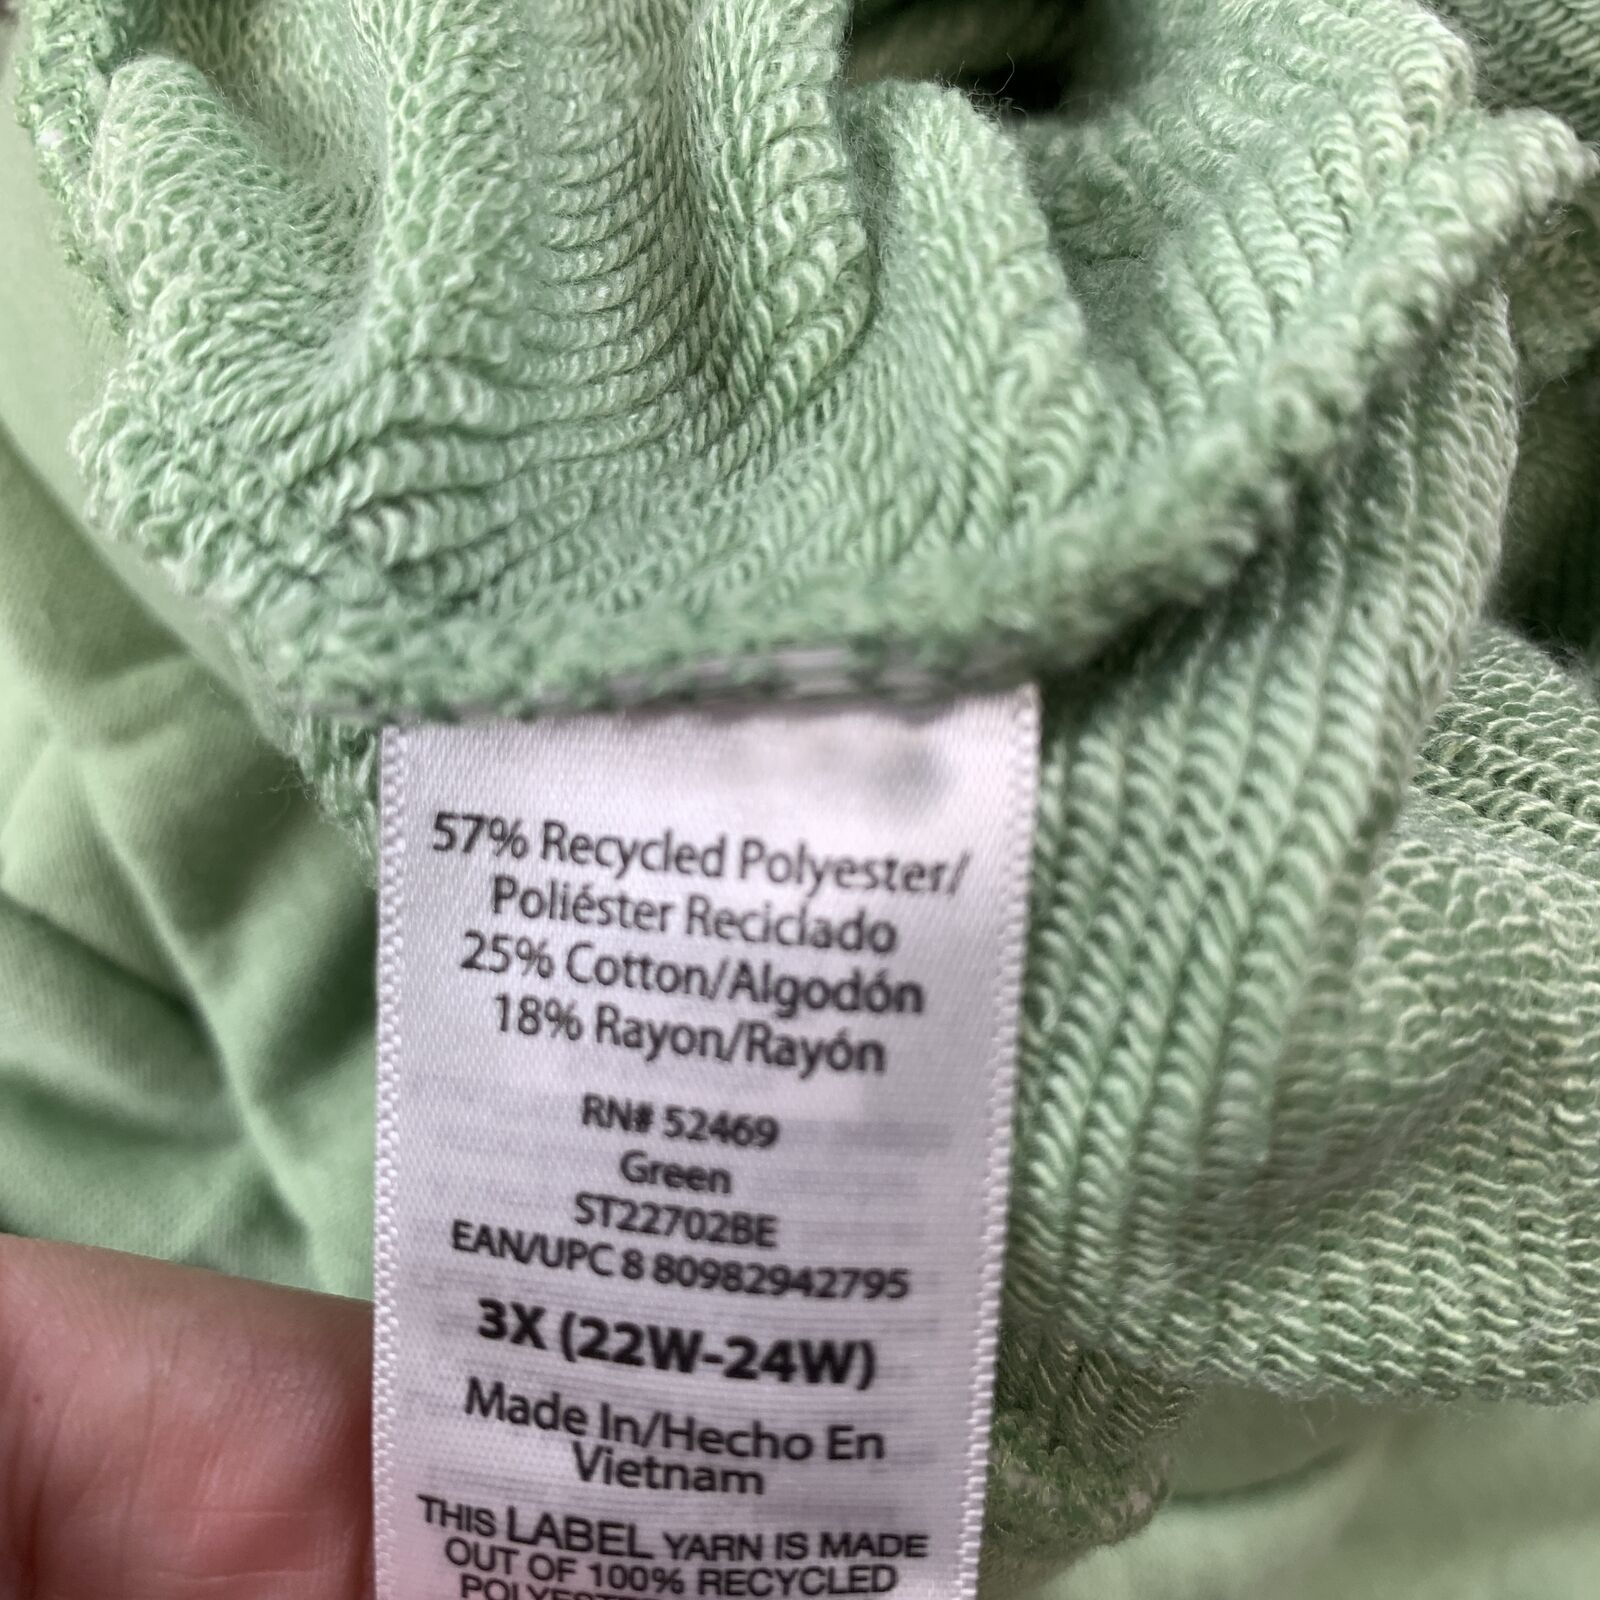 57% Recycled Polyester/
Poliéster Reciclado
25% Cotton/Algodón
18% Rayon/Rayón
RN# 52469
Green
ST22702BE
EAN/UPC 8 80982942795
3X (22W-24W)
Made In/Hecho En
Vietnam
THIS LABEL YARN IS MADE
OUT OF 100% RECYCLED